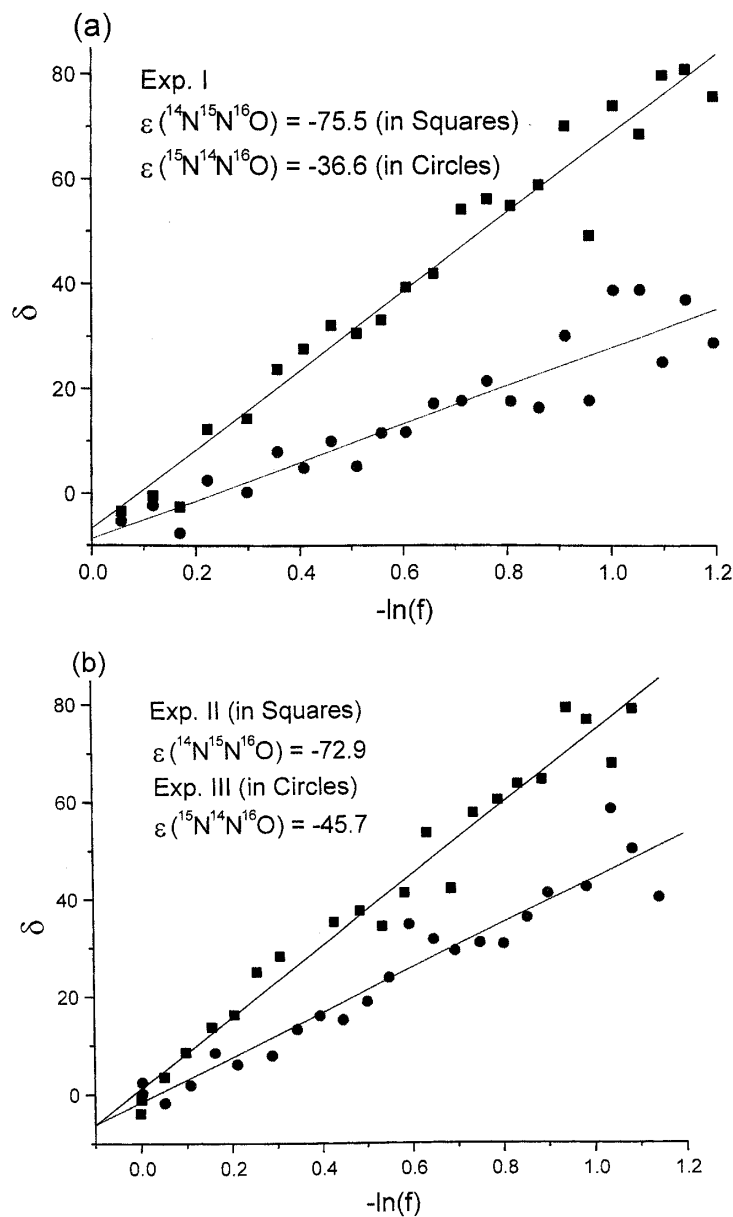 (a)
Exp. I
ε (¹⁴N¹⁵N¹⁶O) = -75.5 (in Squares)
ε (¹⁵N¹⁴N¹⁶O) = -36.6 (in Circles)
80
60
40
20
0
δ
0.0 0.2 0.4 0.6 0.8 1.0 1.2
-ln(f)
(b)
Exp. II (in Squares)
ε (¹⁴N¹⁵N¹⁶O) = -72.9
Exp. III (in Circles)
ε (¹⁵N¹⁴N¹⁶O) = -45.7
80
60
40
20
0
δ
0.0 0.2 0.4 0.6 0.8 1.0 1.2
-ln(f)